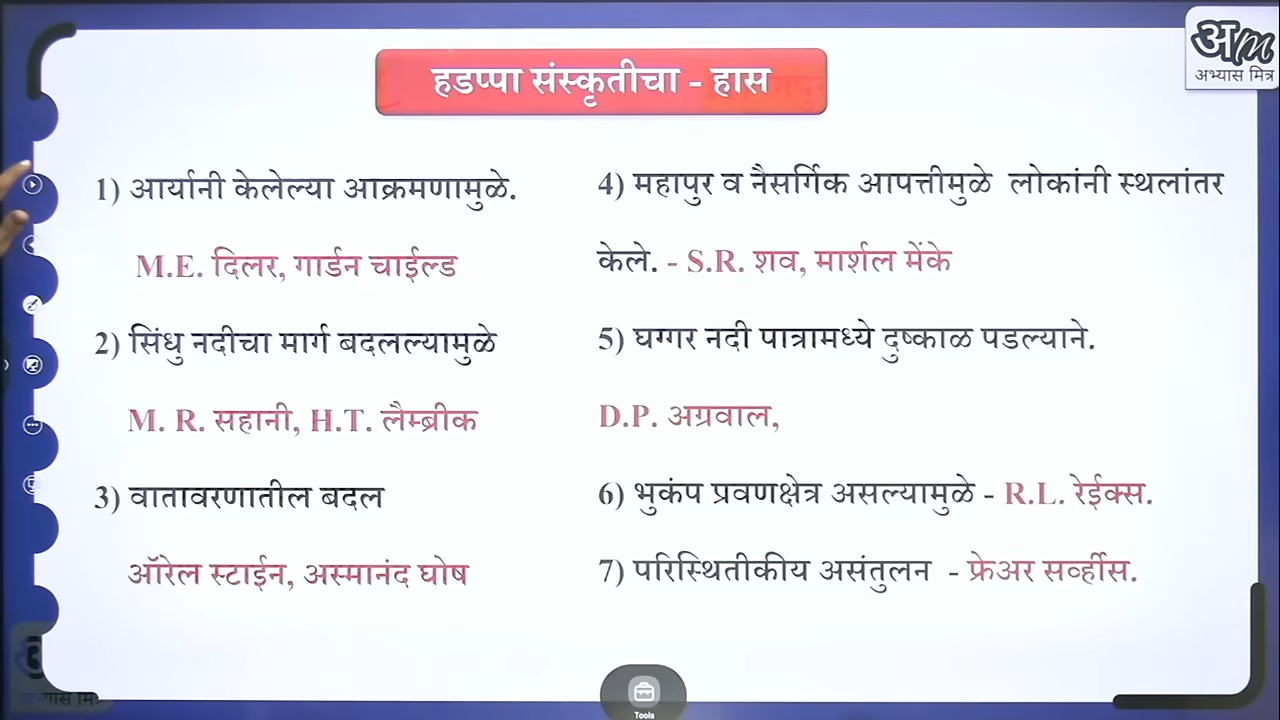 हडप्पा संस्कृतीचा - हास
अm
अभ्यास मित्र
1) आर्यानी केलेल्या आक्रमणामुळे.
M.E. दिलर, गार्डन चाईल्ड
2) सिंधु नदीचा मार्ग बदलल्यामुळे
M. R. सहानी, H.T. लैम्ब्रीक
3) वातावरणातील बदल
ऑरेल स्टाईन, अस्मानंद घोष
4) महापुर व नैसर्गिक आपत्तीमुळे लोकांनी स्थलांतर
केले. - S.R. शव, मार्शल मेंके
5) घग्गर नदी पात्रामध्ये दुष्काळ पडल्याने.
D.P. अग्रवाल,
6) भुकंप प्रवणक्षेत्र असल्यामुळे - R.L. रेईक्स.
7) परिस्थितीकीय असंतुलन - फ्रेअर सर्व्हीस.
Tools